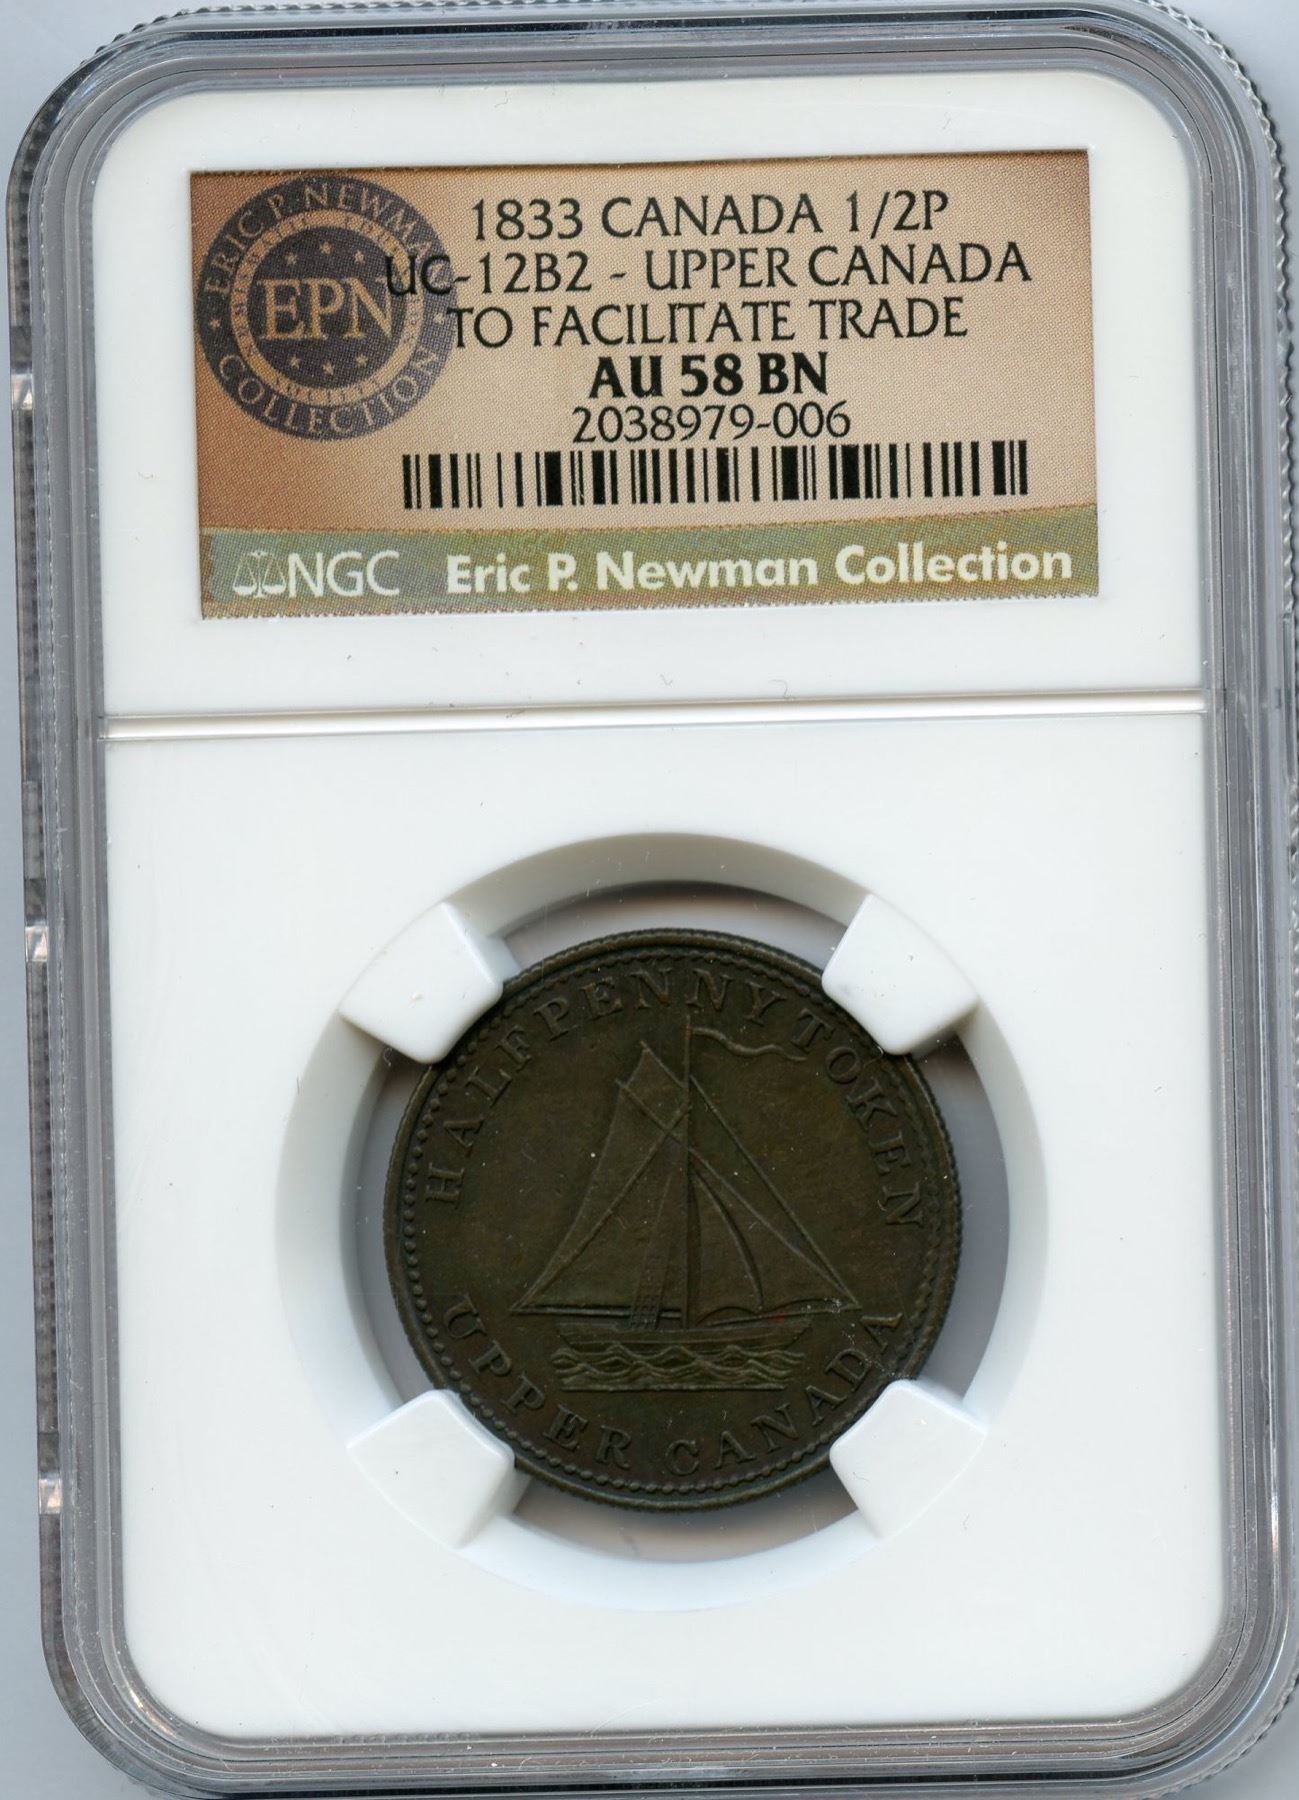 ERIC P. NEWMAN
EPN
SOCIETY
COLLECTION
1833 CANADA 1/2P
UC-12B2 - UPPER CANADA
TO FACILITATE TRADE
AU 58 BN
2038979-006
NGC Eric P. Newman Collection
HALFPENNY TOKEN
UPPER CANADA